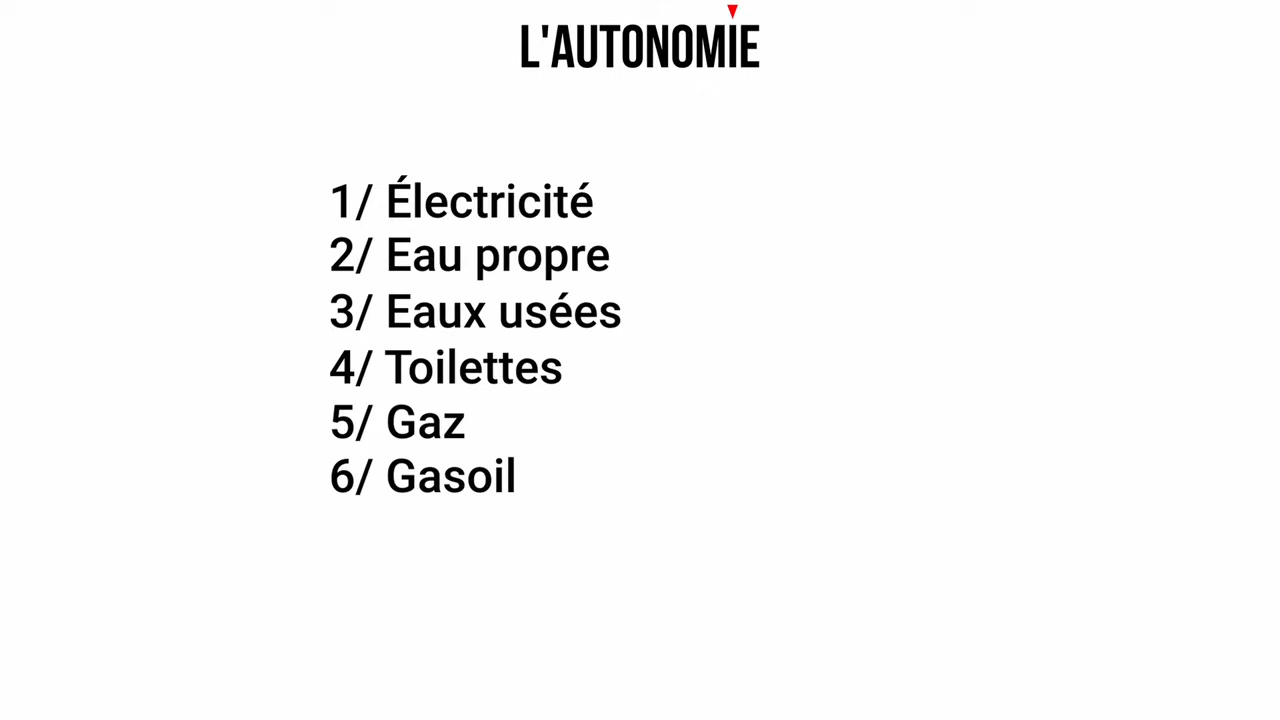 L'AUTONOMIE
1/ Électricité
2/ Eau propre
3/ Eaux usées
4/ Toilettes
5/ Gaz
6/ Gasoil